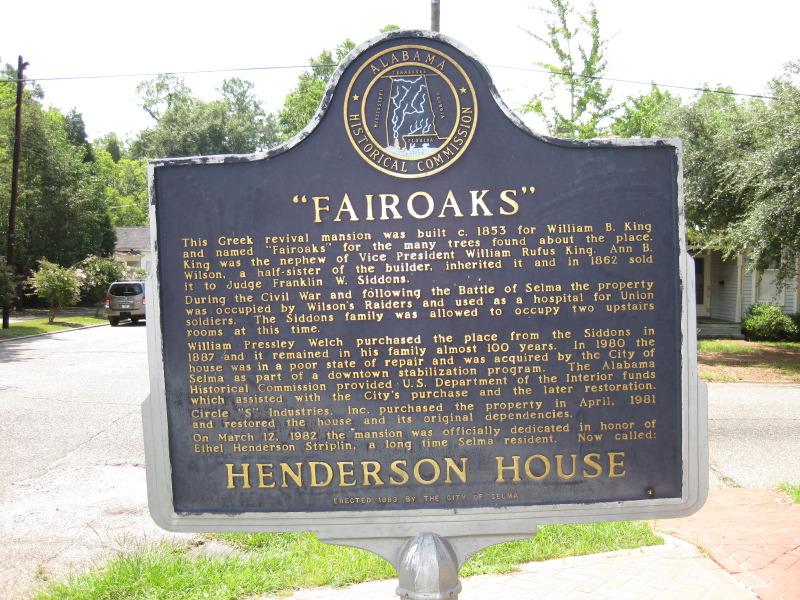 ALABAMA
TENNESSEE
MISSISSIPPI
GEORGIA
FLORIDA
HISTORICAL COMMISSION
"FAIROAKS"
This Greek revival mansion was built c. 1853 for William B. King
and named "Fairoaks" for the many trees found about the place.
King was the nephew of Vice President William Rufus King. Ann B.
Wilson, a half-sister of the builder, inherited it and in 1862 sold
it to Judge Franklin W. Siddons.
During the Civil War and following the Battle of Selma the property
was occupied by Wilson's Raiders and used as a hospital for Union
soldiers. The Siddons family was allowed to occupy two upstairs
rooms at this time.
William Pressley Welch purchased the place from the Siddons in
1887 and it remained in his family almost 100 years. In 1980 the
house was in a poor state of repair and was acquired by the City of
Selma as part of a downtown stabilization program. The Alabama
Historical Commission provided U.S. Department of the Interior funds
which assisted with the City's purchase and the later restoration.
Circle "S" Industries, Inc. purchased the property in April, 1981
and restored the house and its original dependencies.
On March 12, 1982 the mansion was officially dedicated in honor of
Ethel Henderson Striplin, a long time Selma resident. Now called:
HENDERSON HOUSE
ERECTED 1983 BY THE CITY OF SELMA